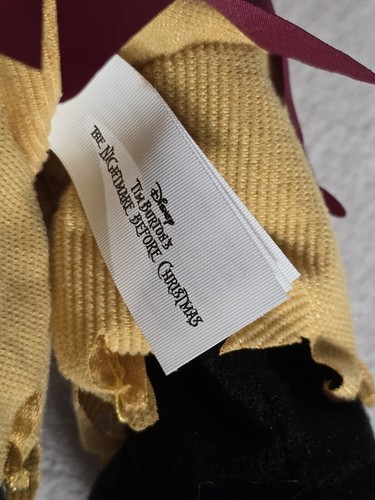 Disney
TIM BURTON'S
THE NIGHTMARE BEFORE CHRISTMAS